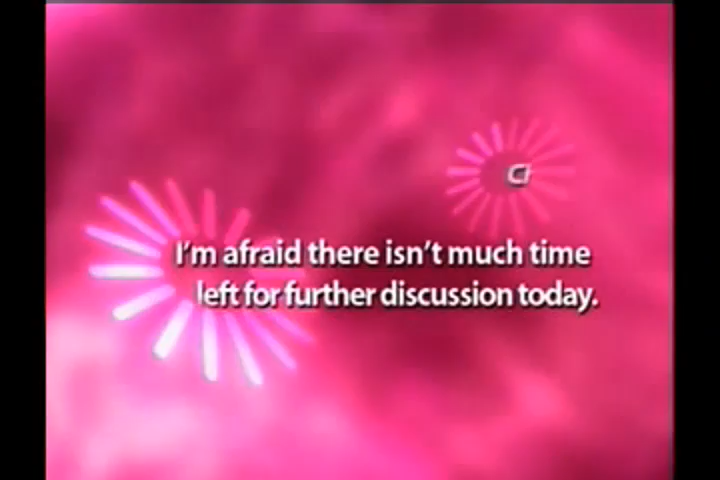 I'm afraid there isn't much time
left for further discussion today.